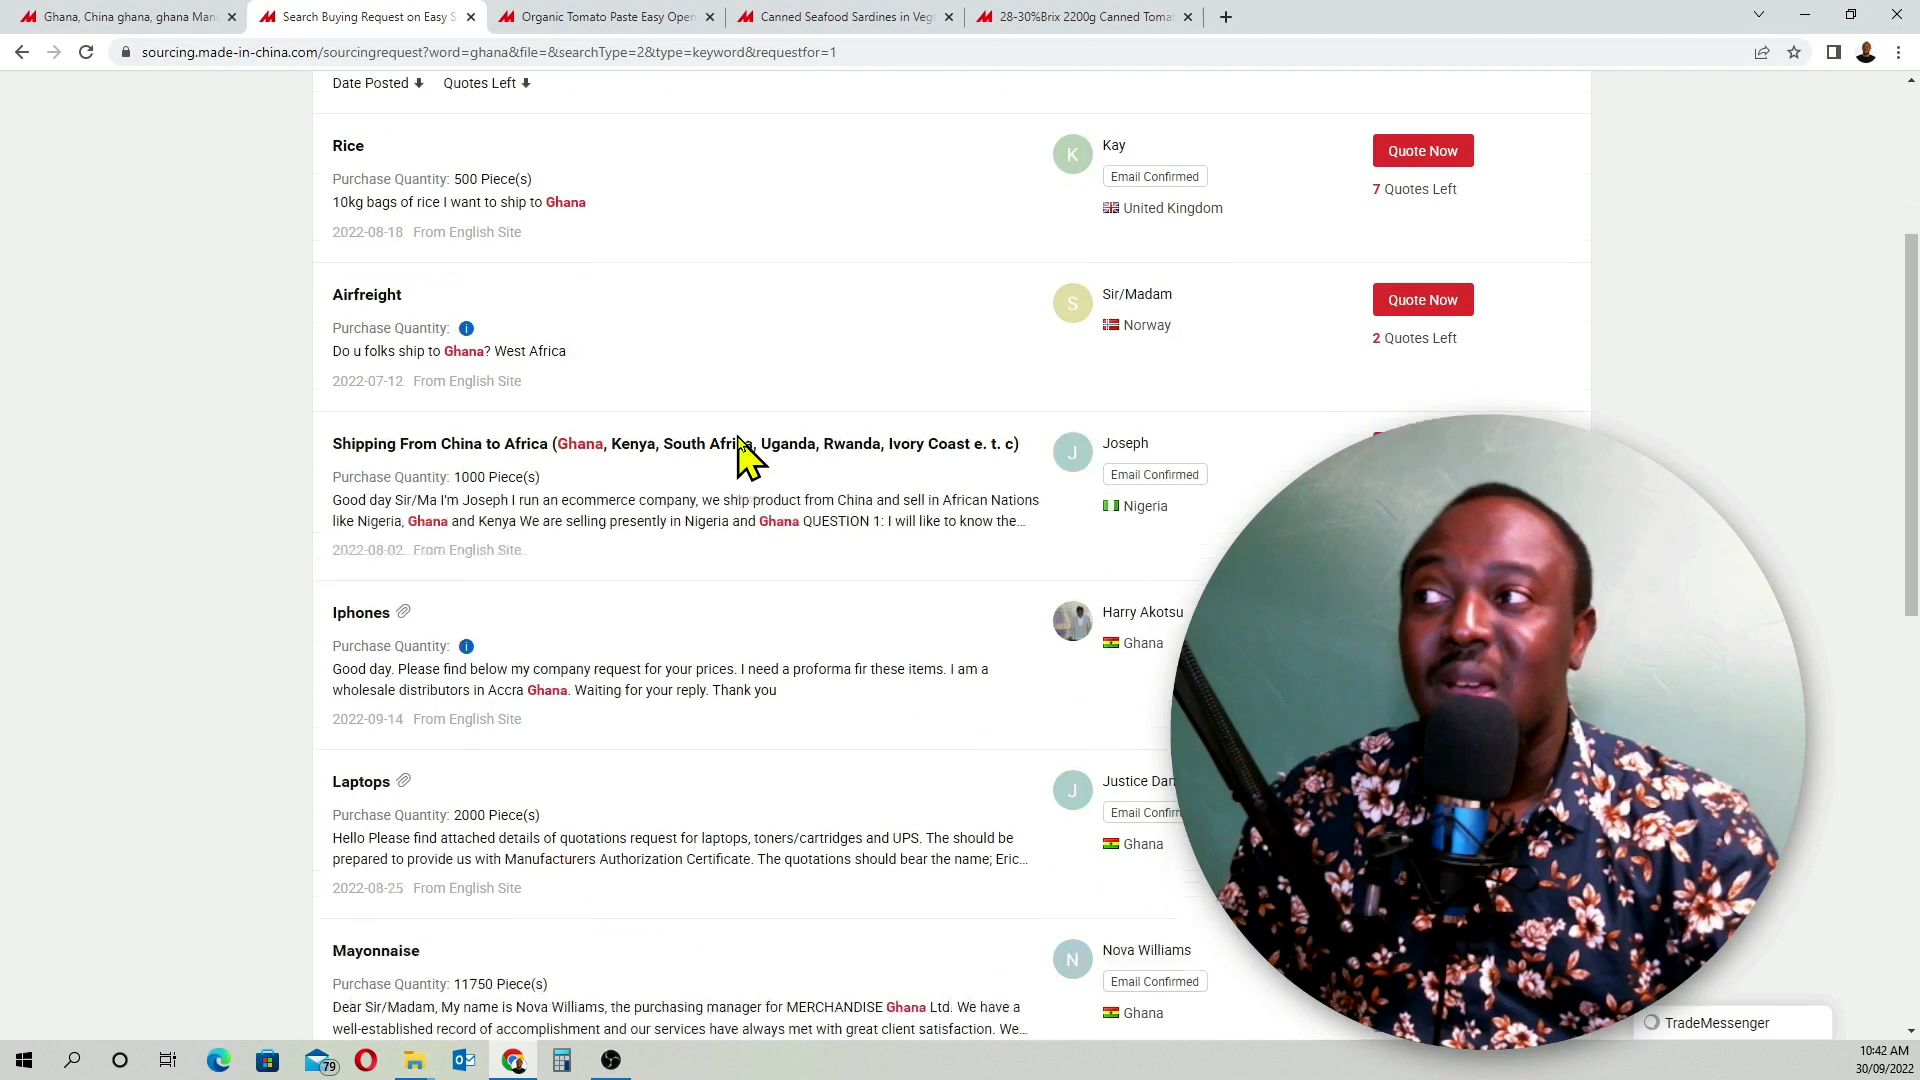 Ghana, China ghana, ghana Man
Search Buying Request on Easy S
Organic Tomato Paste Easy Open
Canned Seafood Sardines in Veg
28-30%Brix 2200g Canned Toma
sourcing.made-in-china.com/sourcingrequest?word=ghana&file=&searchType=2&type=keyword&requestfor=1
Date Posted Quotes Left
Rice
Purchase Quantity: 500 Piece(s)
10kg bags of rice I want to ship to Ghana
2022-08-18 From English Site
K
Kay
Email Confirmed
United Kingdom
Quote Now
7 Quotes Left
Airfreight
Purchase Quantity: i
Do u folks ship to Ghana? West Africa
2022-07-12 From English Site
S
Sir/Madam
Norway
Quote Now
2 Quotes Left
Shipping From China to Africa (Ghana, Kenya, South Africa, Uganda, Rwanda, Ivory Coast e. t. c)
Purchase Quantity: 1000 Piece(s)
Good day Sir/Ma I'm Joseph I run an ecommerce company, we ship product from China and sell in African Nations
like Nigeria, Ghana and Kenya We are selling presently in Nigeria and Ghana QUESTION 1: I will like to know the...
2022-08-02 From English Site
J
Joseph
Email Confirmed
Nigeria
Iphones
Purchase Quantity: i
Good day. Please find below my company request for your prices. I need a proforma fir these items. I am a
wholesale distributors in Accra Ghana. Waiting for your reply. Thank you
2022-09-14 From English Site
Harry Akotsu
Ghana
Laptops
Purchase Quantity: 2000 Piece(s)
Hello Please find attached details of quotations request for laptops, toners/cartridges and UPS. The should be
prepared to provide us with Manufacturers Authorization Certificate. The quotations should bear the name; Eric...
2022-08-25 From English Site
J
Justice Dan
Email Confirm
Ghana
Mayonnaise
Purchase Quantity: 11750 Piece(s)
Dear Sir/Madam, My name is Nova Williams, the purchasing manager for MERCHANDISE Ghana Ltd. We have a
well-established record of accomplishment and our services have always met with great client satisfaction. We...
N
Nova Williams
Email Confirmed
Ghana
TradeMessenger
79
10:42 AM
30/09/2022